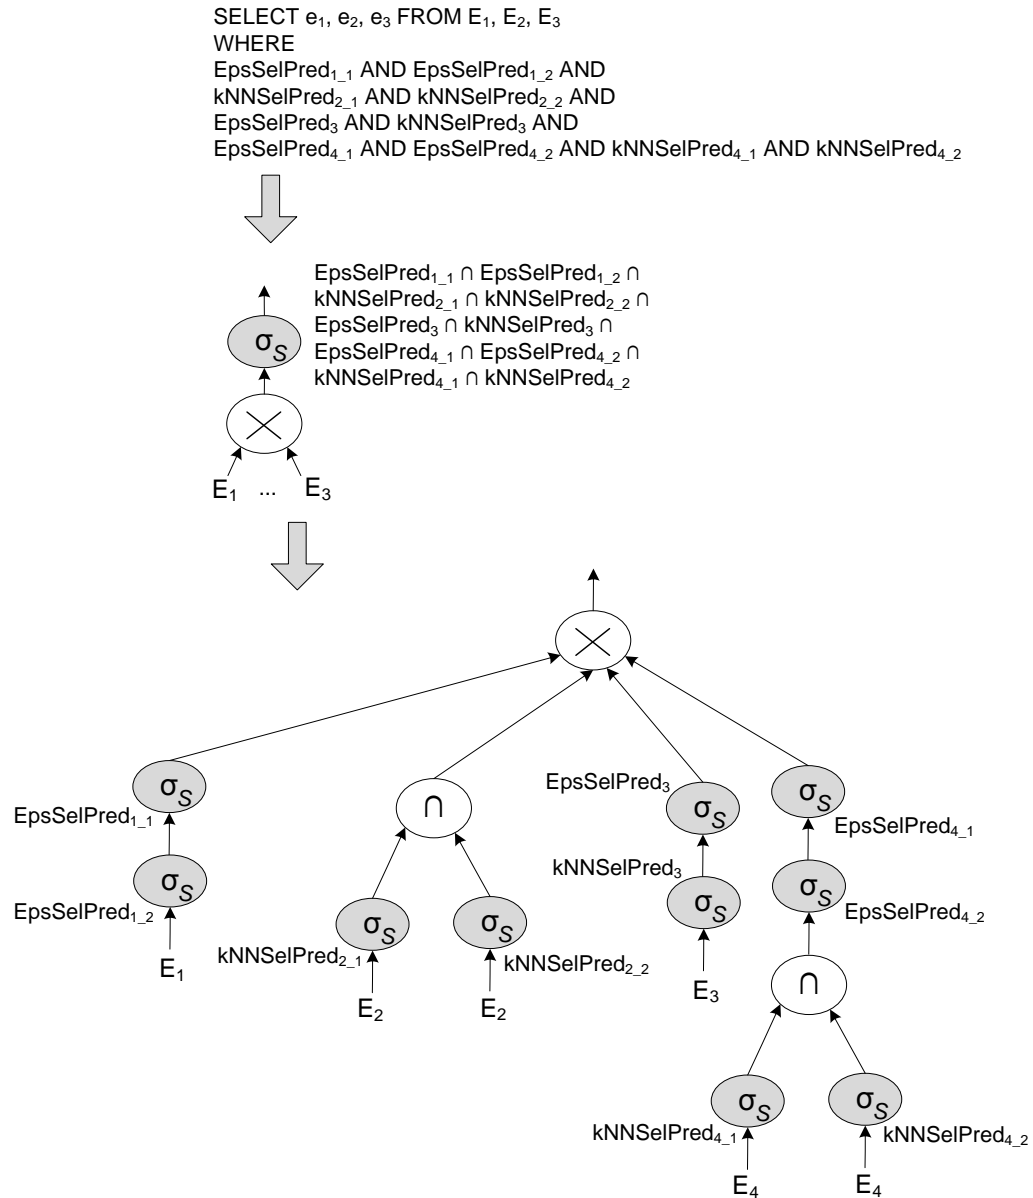 SELECT e₁, e₂, e₃ FROM E₁, E₂, E₃
WHERE
EpsSelPred₁_₁ AND EpsSelPred₁_₂ AND
kNNSelPred₂_₁ AND kNNSelPred₂_₂ AND
EpsSelPred₃ AND kNNSelPred₃ AND
EpsSelPred₄_₁ AND EpsSelPred₄_₂ AND kNNSelPred₄_₁ AND kNNSelPred₄_₂
EpsSelPred₁_₁ ∩ EpsSelPred₁_₂ ∩
kNNSelPred₂_₁ ∩ kNNSelPred₂_₂ ∩
EpsSelPred₃ ∩ kNNSelPred₃ ∩
EpsSelPred₄_₁ ∩ EpsSelPred₄_₂ ∩
kNNSelPred₄_₁ ∩ kNNSelPred₄_₂
σS
×
E₁ ... E₃
×
σS
EpsSelPred₁_₁
σS
EpsSelPred₁_₂
E₁
∩
σS
kNNSelPred₂_₁
E₂
σS
kNNSelPred₂_₂
E₂
EpsSelPred₃
σS
kNNSelPred₃
σS
E₃
σS
EpsSelPred₄_₁
σS
EpsSelPred₄_₂
∩
σS
kNNSelPred₄_₁
E₄
σS
kNNSelPred₄_₂
E₄